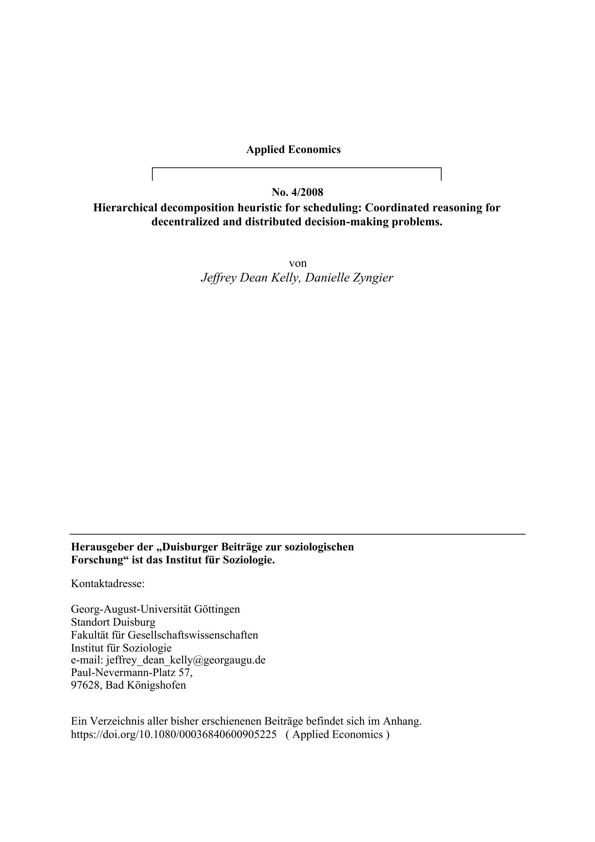 Applied Economics
No. 4/2008
Hierarchical decomposition heuristic for scheduling: Coordinated reasoning for
decentralized and distributed decision-making problems.
von
Jeffrey Dean Kelly, Danielle Zyngier
Herausgeber der „Duisburger Beiträge zur soziologischen
Forschung“ ist das Institut für Soziologie.
Kontaktadresse:
Georg-August-Universität Göttingen
Standort Duisburg
Fakultät für Gesellschaftswissenschaften
Institut für Soziologie
e-mail: jeffrey_dean_kelly@georgaugu.de
Paul-Nevermann-Platz 57,
97628, Bad Königshofen
Ein Verzeichnis aller bisher erschienenen Beiträge befindet sich im Anhang.
https://doi.org/10.1080/00036840600905225 ( Applied Economics )